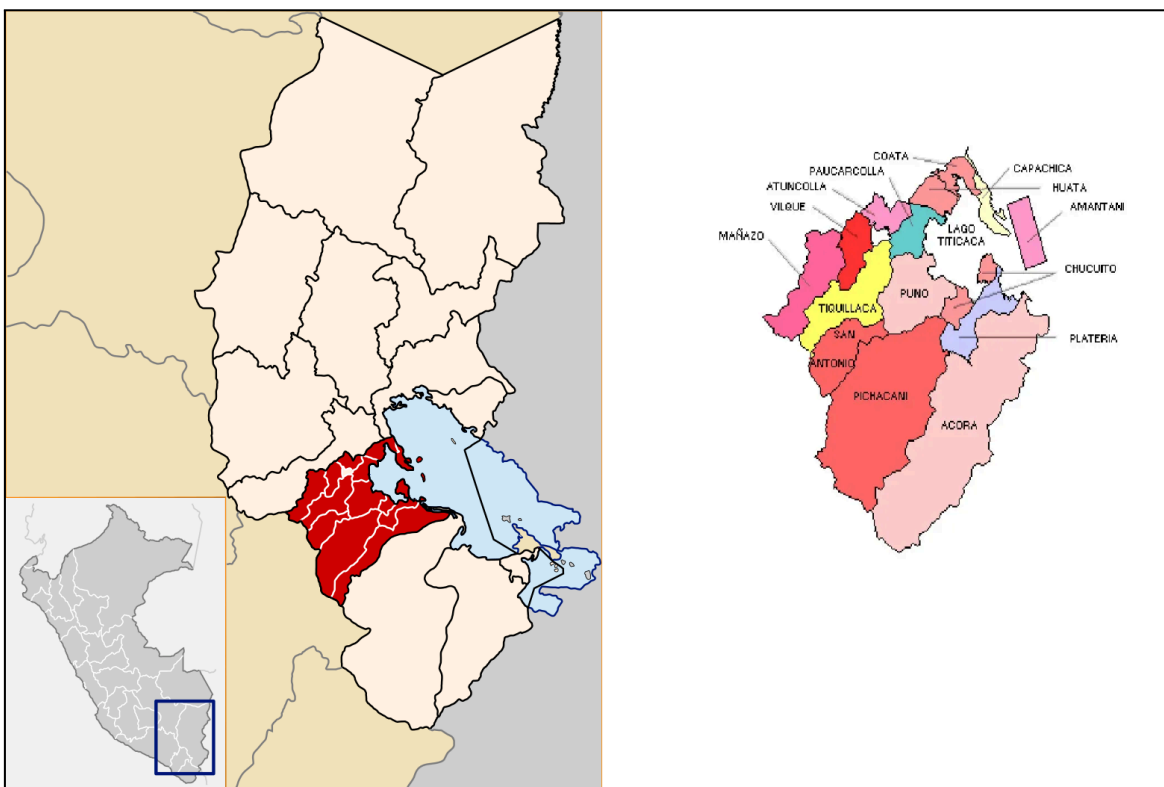 COATA
CAPACHICA
PAUCARCOLLA
HUATA
ATUNCOLLA
VILQUE
AMANTANI
MAÑAZO
LAGO
TITICACA
CHUCUITO
PUNO
TIQUILLACA
SAN
ANTONIO
PLATERIA
PICHACANI
ACORA